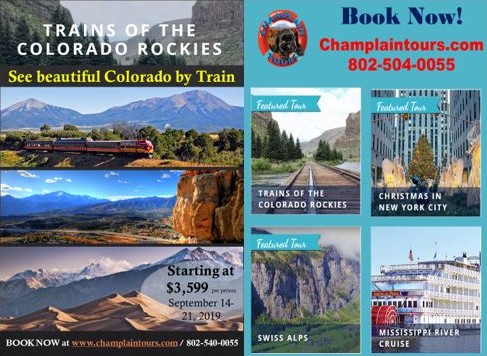 TRAINS OF THE
COLORADO ROCKIES
See beautiful Colorado by Train
Starting at
$3,599 per person
September 14-
21, 2019
BOOK NOW at www.champlaintours.com / 802-540-0055
Book Now!
Champlaintours.com
802-504-0055
Featured Tour
TRAINS OF THE
COLORADO ROCKIES
Featured Tour
CHRISTMAS IN
NEW YORK CITY
Featured Tour
SWISS ALPS
MISSISSIPPI RIVER
CRUISE